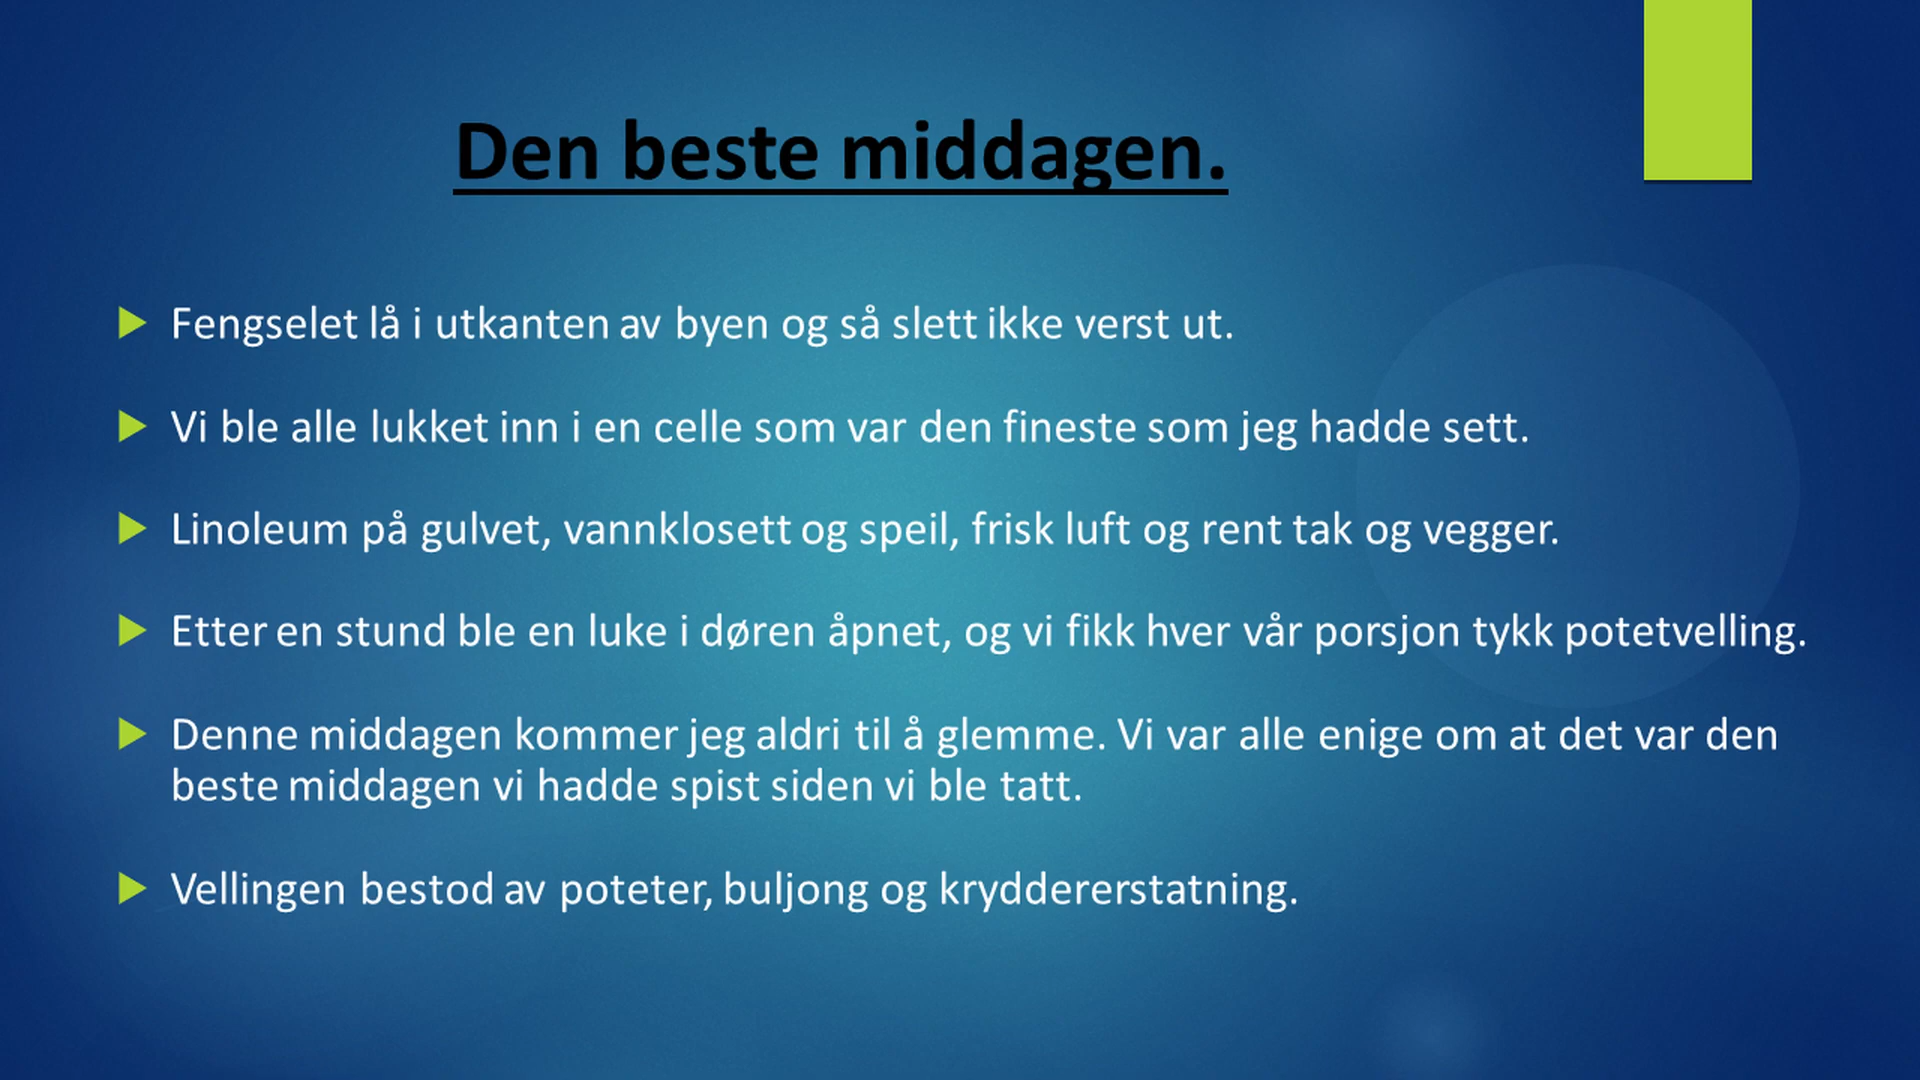 Den beste middagen.
Fengselet lå i utkanten av byen og så slett ikke verst ut.
Vi ble alle lukket inn i en celle som var den fineste som jeg hadde sett.
Linoleum på gulvet, vannklosett og speil, frisk luft og rent tak og vegger.
Etter en stund ble en luke i døren åpnet, og vi fikk hver vår porsjon tykk potetvelling.
Denne middagen kommer jeg aldri til å glemme. Vi var alle enige om at det var den
beste middagen vi hadde spist siden vi ble tatt.
Vellingen bestod av poteter, buljong og kryddererstatning.